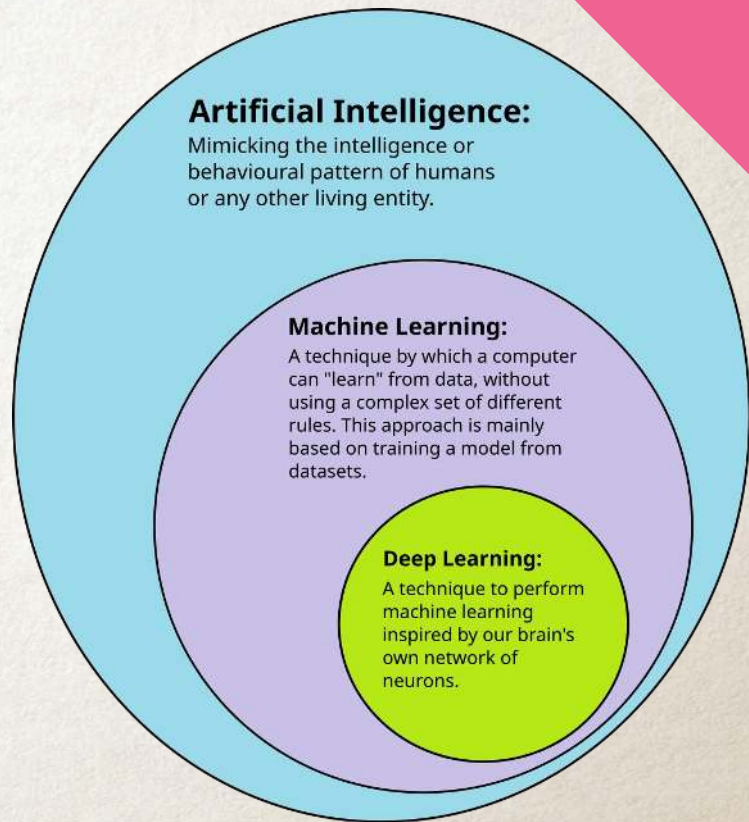 Artificial Intelligence:
Mimicking the intelligence or
behavioural pattern of humans
or any other living entity.
Machine Learning:
A technique by which a computer
can "learn" from data, without
using a complex set of different
rules. This approach is mainly
based on training a model from
datasets.
Deep Learning:
A technique to perform
machine learning
inspired by our brain's
own network of
neurons.